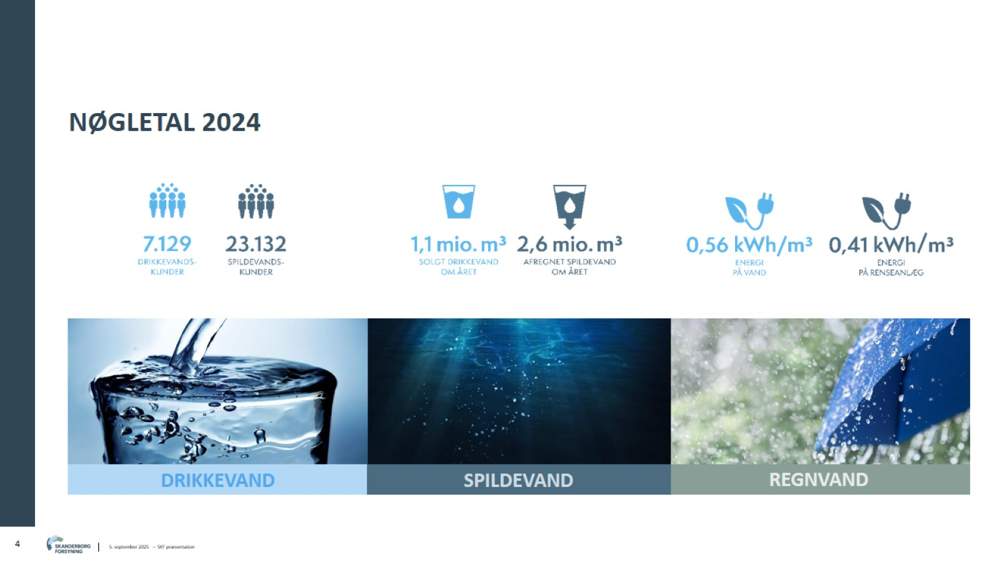 NØGLETAL 2024
7.129
DRIKKEVANDS-
KUNDER
23.132
SPILDEVANDS-
KUNDER
1,1 mio. m³
SOLGT DRIKKEVAND
OM ÅRET
2,6 mio. m³
AFREGNET SPILDEVAND
OM ÅRET
0,56 kWh/m³
ENERGI
PÅ VAND
0,41 kWh/m³
ENERGI
PÅ RENSEANLÆG
DRIKKEVAND
SPILDEVAND
REGNVAND
4
SKANDERBORG
FORSYNING
5. september 2025 – SKF præsentation